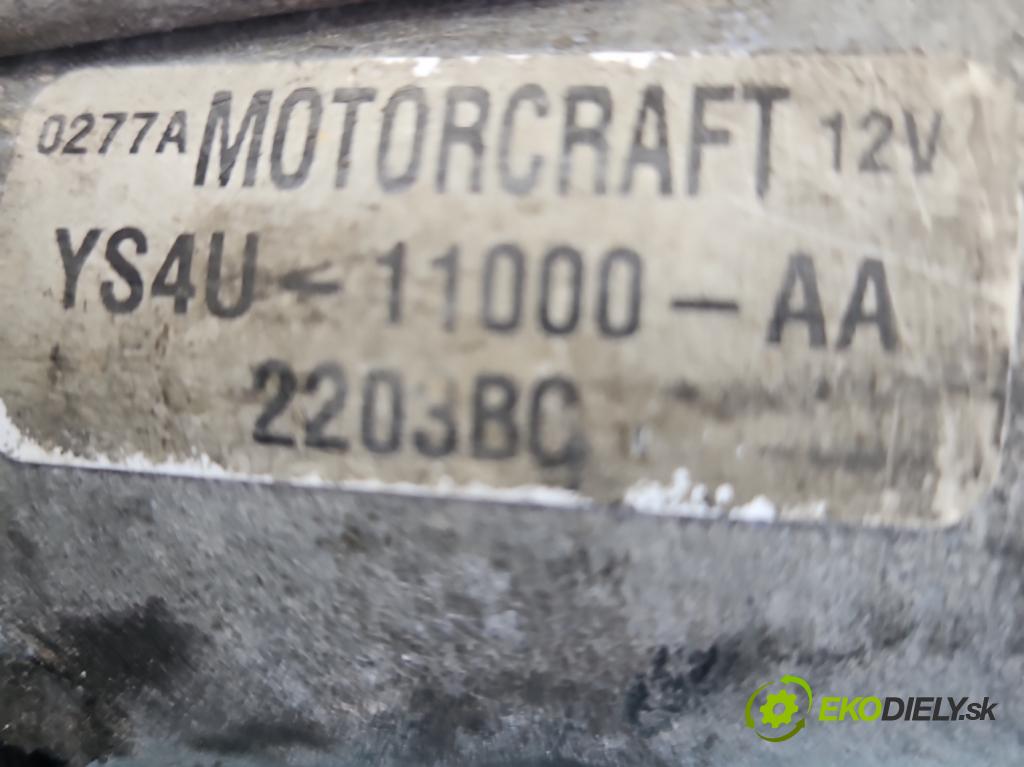 0277A MOTORCRAFT 12V
YS4U - 11000 - AA
2203BC
EKODIELY.sk